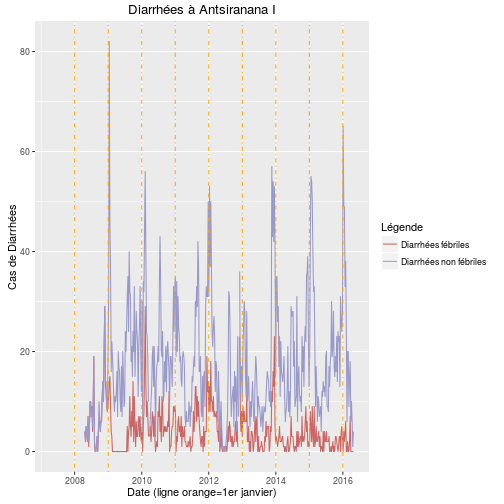 Diarrhées à Antsiranana I
80
60
40
20
0
Cas de Diarrhées
2008
2010
2012
2014
2016
Date (ligne orange=1er janvier)
Légende
Diarrhées fébriles
Diarrhées non fébriles